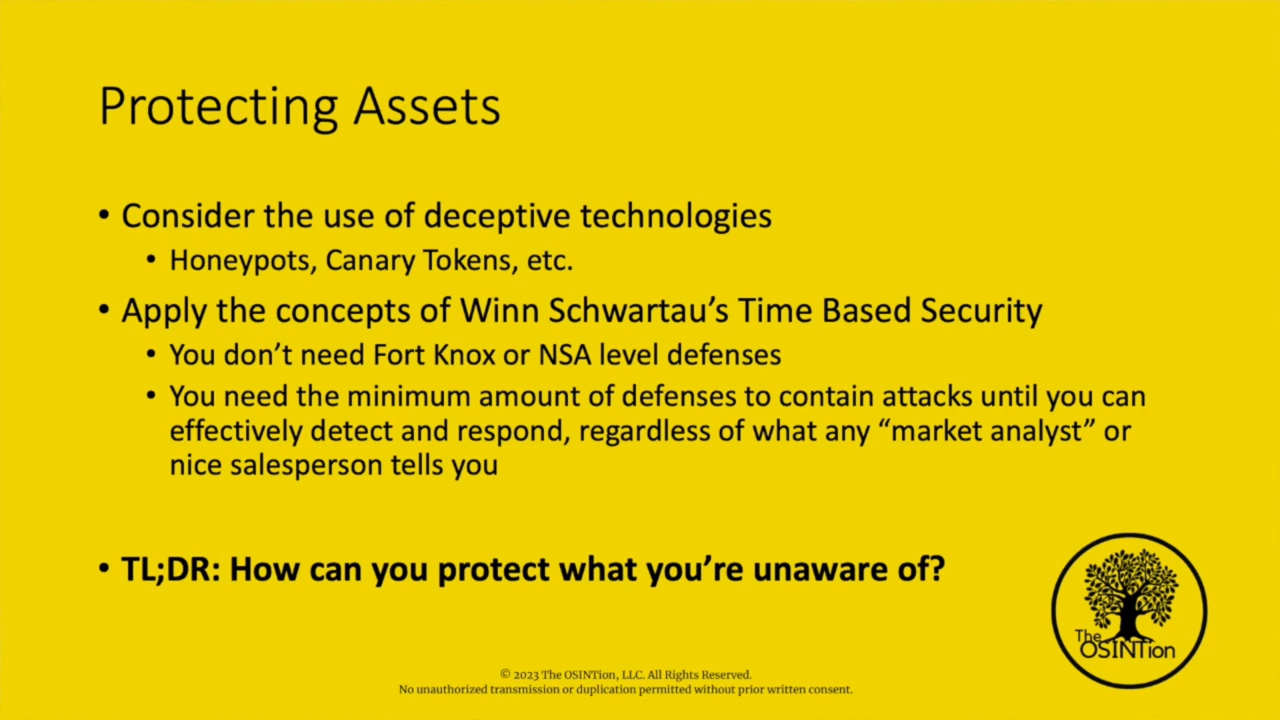 Protecting Assets
• Consider the use of deceptive technologies
• Honeypots, Canary Tokens, etc.
• Apply the concepts of Winn Schwartau’s Time Based Security
• You don’t need Fort Knox or NSA level defenses
• You need the minimum amount of defenses to contain attacks until you can
effectively detect and respond, regardless of what any “market analyst” or
nice salesperson tells you
• TL;DR: How can you protect what you’re unaware of?
The
OSINTion
© 2023 The OSINTion, LLC. All Rights Reserved.
No unauthorized transmission or duplication permitted without prior written consent.